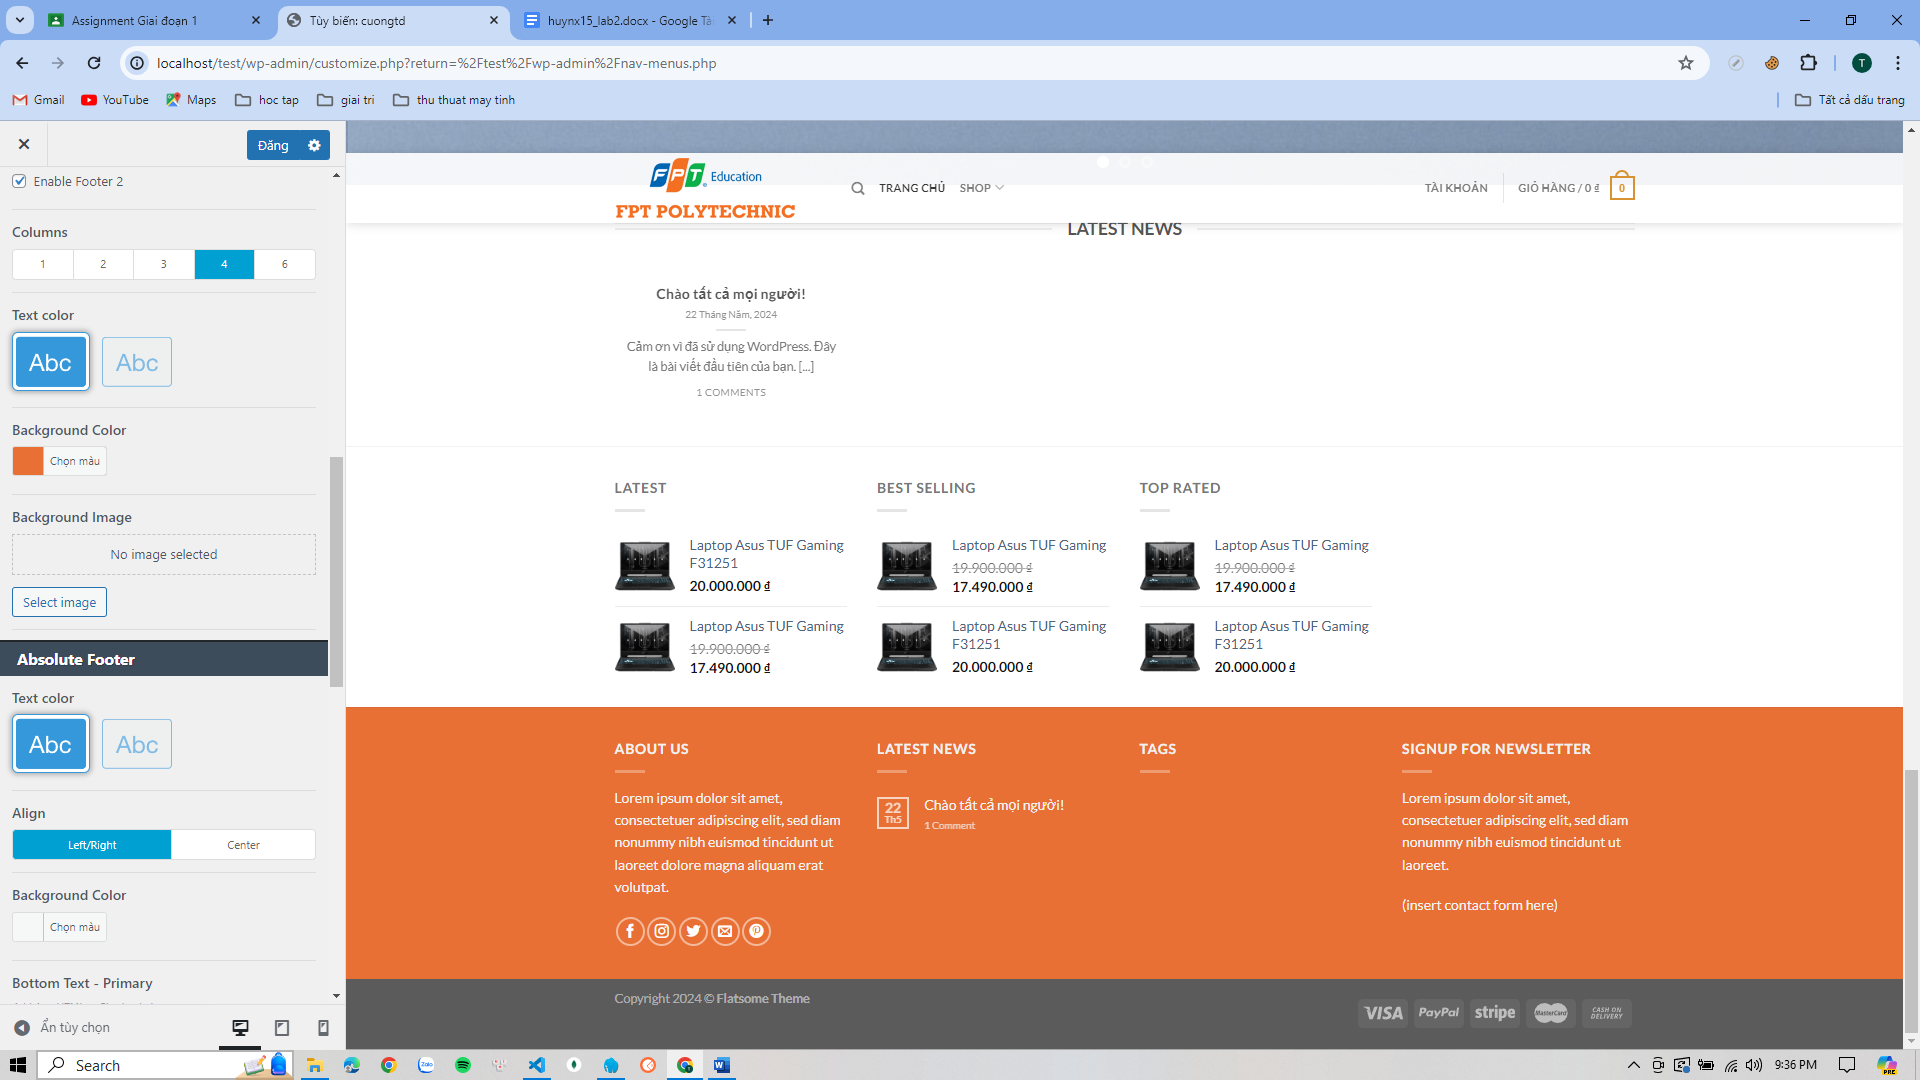 Assignment Giai đoạn 1
Tùy biến: cuongtd
huynx15_lab2.docx - Google Tà
localhost/test/wp-admin/customize.php?return=%2Ftest%2Fwp-admin%2Fnav-menus.php
T
Gmail
YouTube
Maps
hoc tap
giai tri
thu thuat may tinh
Tất cả dấu trang
Đăng
Enable Footer 2
Columns
1 2 3 4 6
Text color
Abc Abc
Background Color
Chọn màu
Background Image
No image selected
Select image
Absolute Footer
Text color
Abc Abc
Align
Left/Right Center
Background Color
Chọn màu
Bottom Text - Primary
Ẩn tùy chọn
FPT Education
FPT POLYTECHNIC
TRANG CHỦ
SHOP
TÀI KHOẢN
GIỎ HÀNG / 0 ₫
0
LATEST NEWS
Chào tất cả mọi người!
22 Tháng Năm, 2024
Cảm ơn vì đã sử dụng WordPress. Đây
là bài viết đầu tiên của bạn. [...]
1 COMMENTS
LATEST
Laptop Asus TUF Gaming
F31251
20.000.000 ₫
Laptop Asus TUF Gaming
19.900.000 ₫
17.490.000 ₫
BEST SELLING
Laptop Asus TUF Gaming
19.900.000 ₫
17.490.000 ₫
Laptop Asus TUF Gaming
F31251
20.000.000 ₫
TOP RATED
Laptop Asus TUF Gaming
19.900.000 ₫
17.490.000 ₫
Laptop Asus TUF Gaming
F31251
20.000.000 ₫
ABOUT US
Lorem ipsum dolor sit amet,
consectetuer adipiscing elit, sed diam
nonummy nibh euismod tincidunt ut
laoreet dolore magna aliquam erat
volutpat.
LATEST NEWS
22
Th5
Chào tất cả mọi người!
1 Comment
TAGS
SIGNUP FOR NEWSLETTER
Lorem ipsum dolor sit amet,
consectetuer adipiscing elit, sed diam
nonummy nibh euismod tincidunt ut
laoreet.
(insert contact form here)
Copyright 2024 © Flatsome Theme
VISA
PayPal
stripe
MasterCard
CASH ON
DELIVERY
Search
Zalo
9:36 PM
PRE